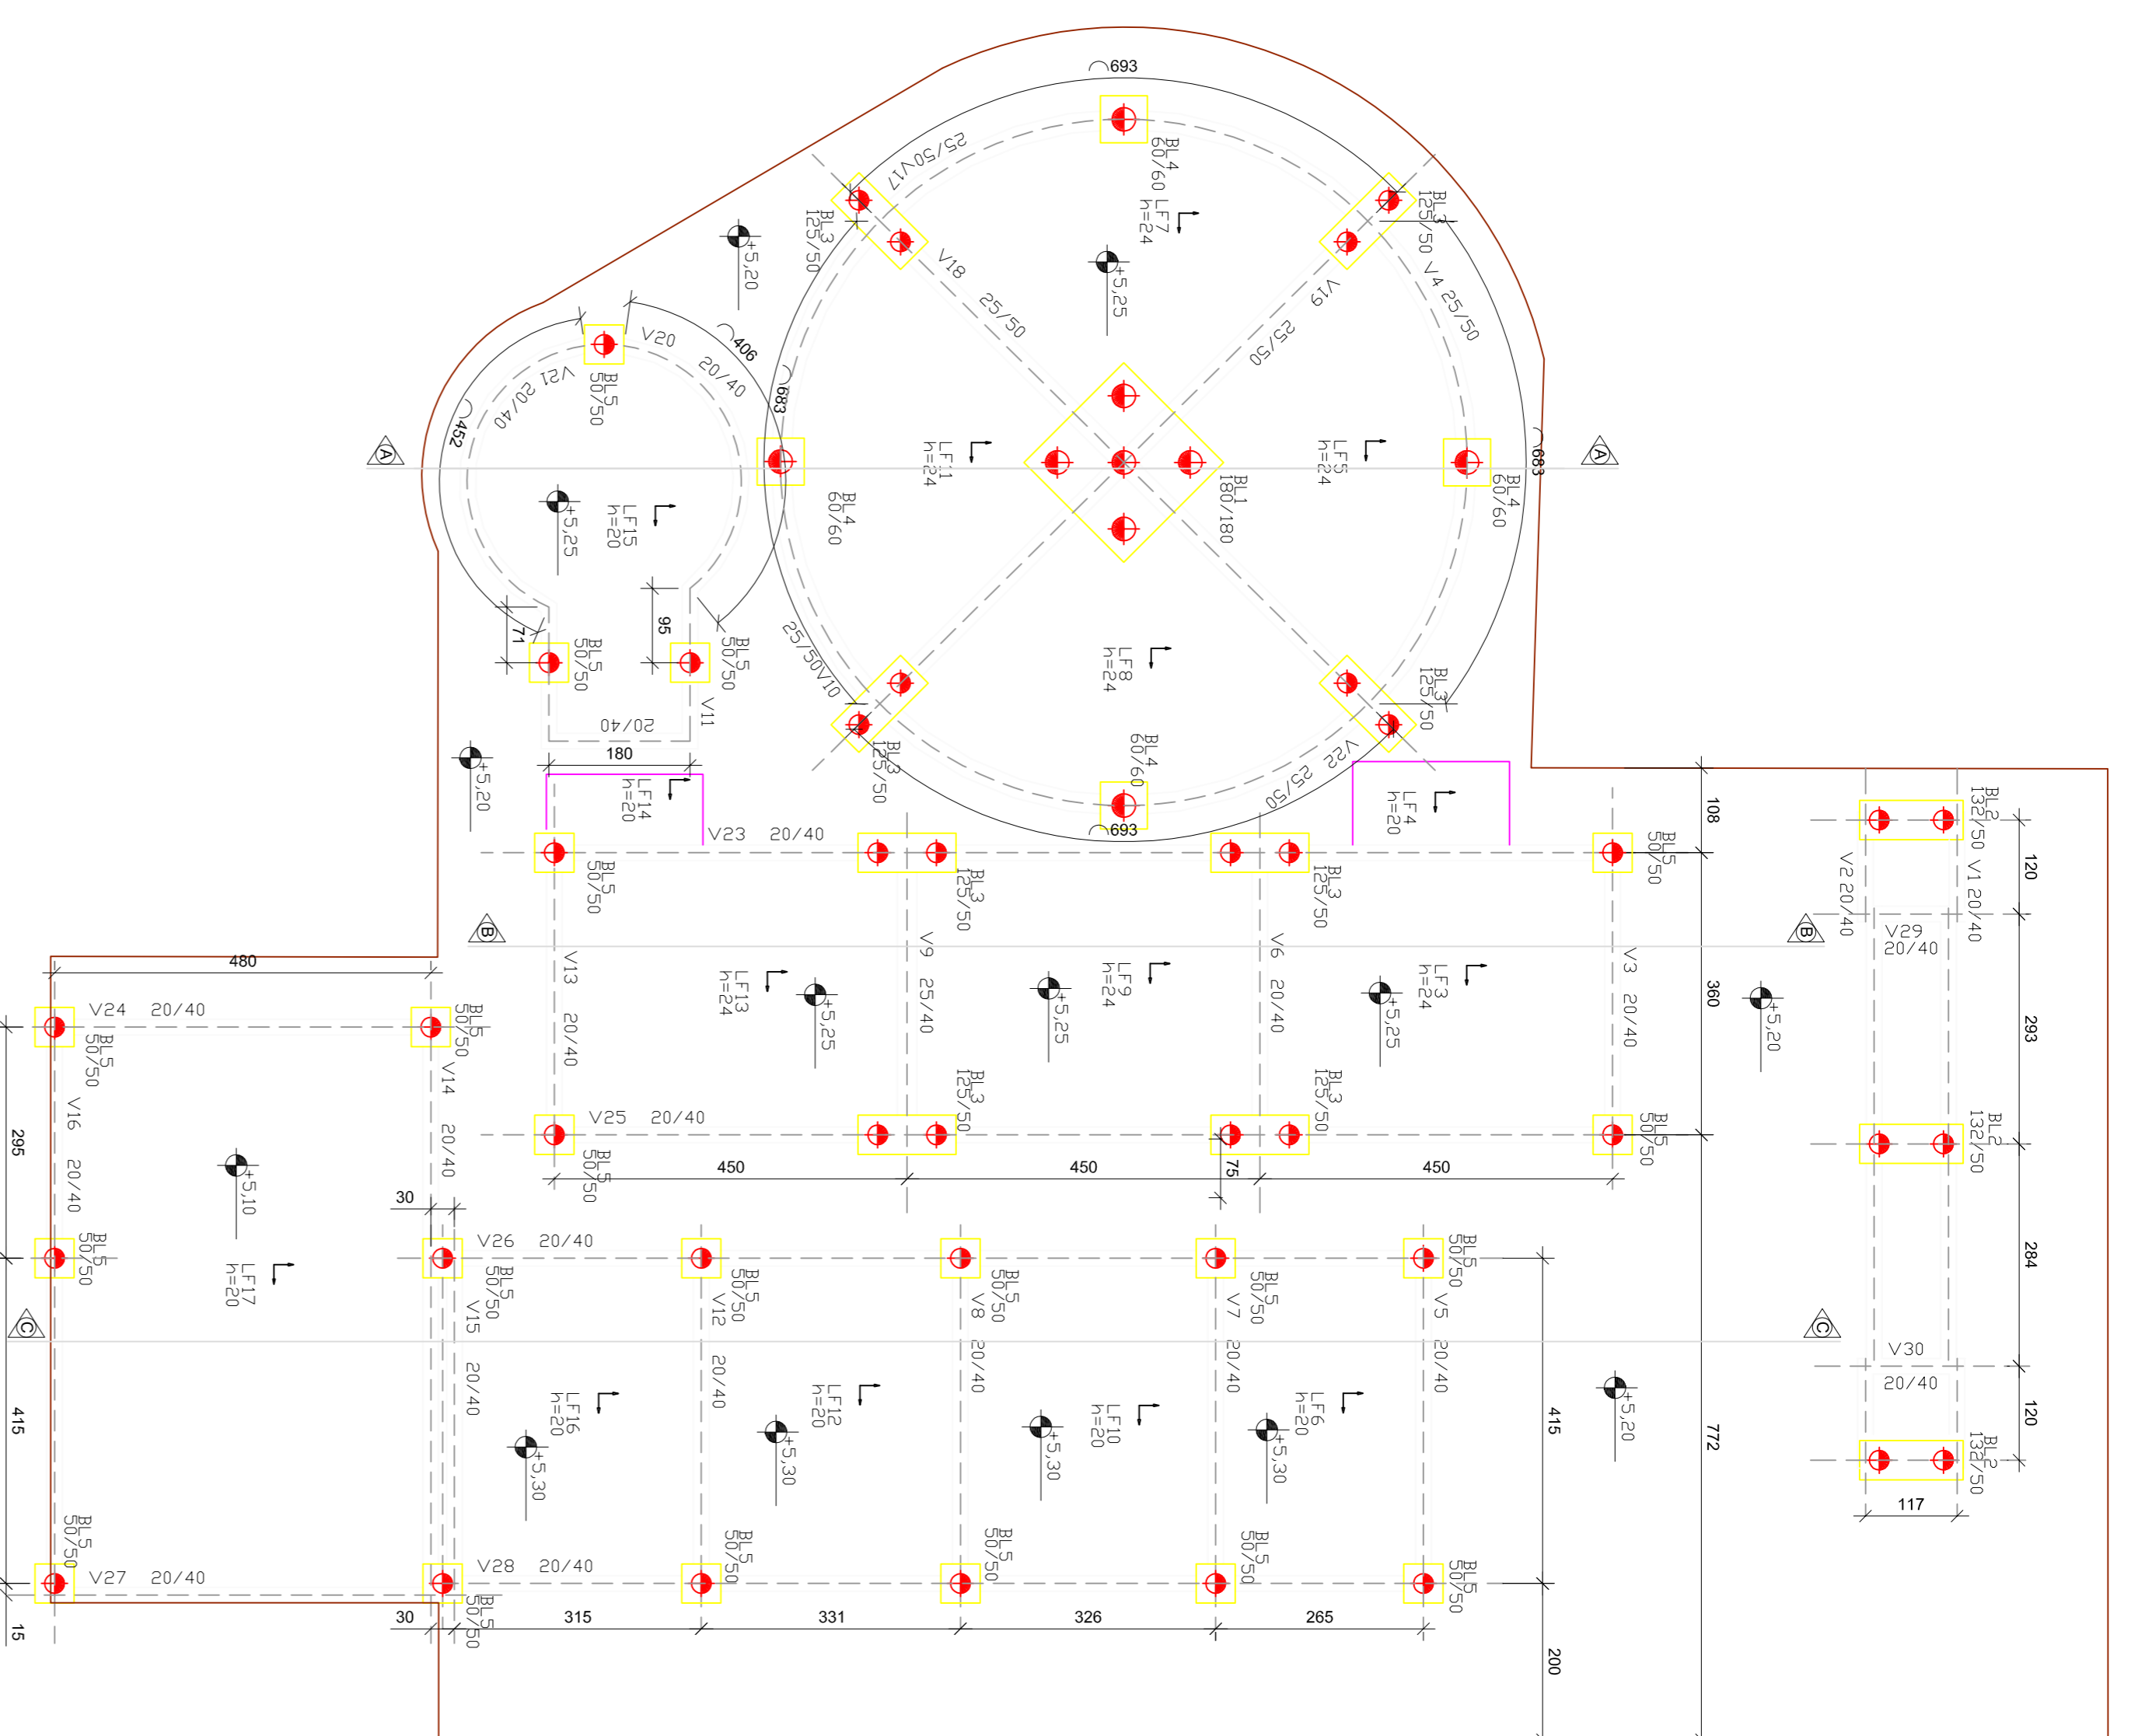 693
BL4
60/60
LF7
h=24
25/50
V17
BL3
125/50
+5,20
+5,25
V18
25/50
V19
25/50
BL3
125/50
V4 25/50
683
BL4
60/60
LF5
h=24
BL1
180/180
LF11
h=24
683
BL4
60/60
406
V20
20/40
V21
20/40
BL5
50/50
452
A
A
+5,25
LF15
h=20
71
95
BL5
50/50
BL5
50/50
V11
20/40
180
25/50
V10
BL3
125/50
LF8
h=24
BL4
60/60
693
BL3
125/50
V22
25/50
+5,20
LF14
h=20
LF4
h=20
V23 20/40
BL5
50/50
BL3
125/50
BL3
125/50
BL5
50/50
108
360
772
BL2
132/50
V2 20/40
V1 20/40
V29
20/40
120
293
284
120
B
B
V13 20/40
LF13
h=24
+5,25
V9 25/40
+5,25
LF9
h=24
V6 20/40
+5,25
LF3
h=24
V3 20/40
+5,20
V25 20/40
BL5
50/50
BL3
125/50
BL3
125/50
BL5
50/50
450
450
75
450
BL2
132/50
480
V24 20/40
BL5
50/50
BL5
50/50
V14 20/40
V16 20/40
+5,10
295
30
BL5
50/50
LF17
h=20
415
15
V26 20/40
BL5
50/50
BL5
50/50
BL5
50/50
BL5
50/50
BL5
50/50
V15 20/40
V12 20/40
V8 20/40
V7 20/40
V5 20/40
C
C
V30
20/40
LF16
h=20
+5,30
LF12
h=20
+5,30
+5,30
LF10
h=20
+5,30
LF6
h=20
415
+5,20
BL2
132/50
117
BL5
50/50
V27 20/40
V28 20/40
BL5
50/50
BL5
50/50
BL5
50/50
BL5
50/50
BL5
50/50
30
315
331
326
265
200